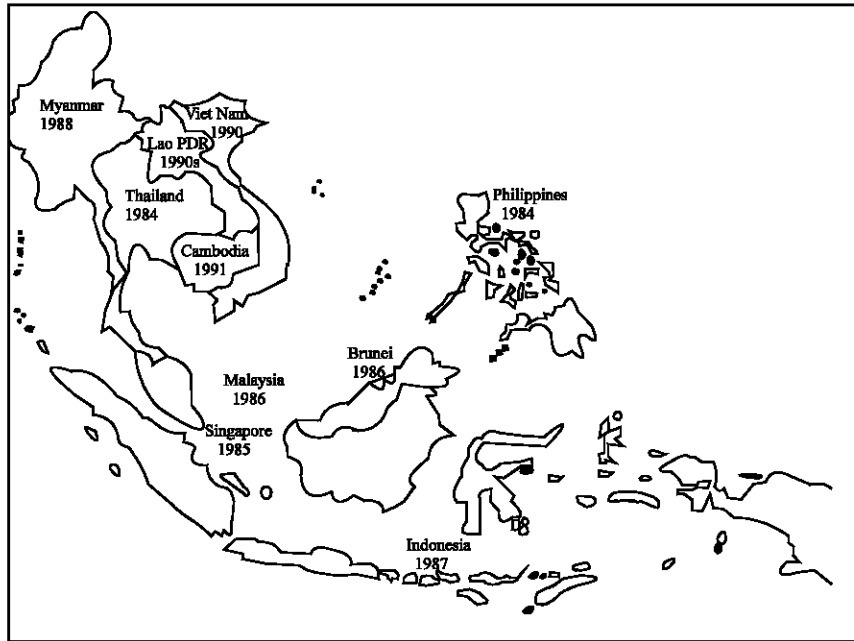 Myanmar
1988
Viet Nam
1990
Lao PDR
1990s
Thailand
1984
Cambodia
1991
Philippines
1984
Brunei
1986
Malaysia
1986
Singapore
1985
Indonesia
1987